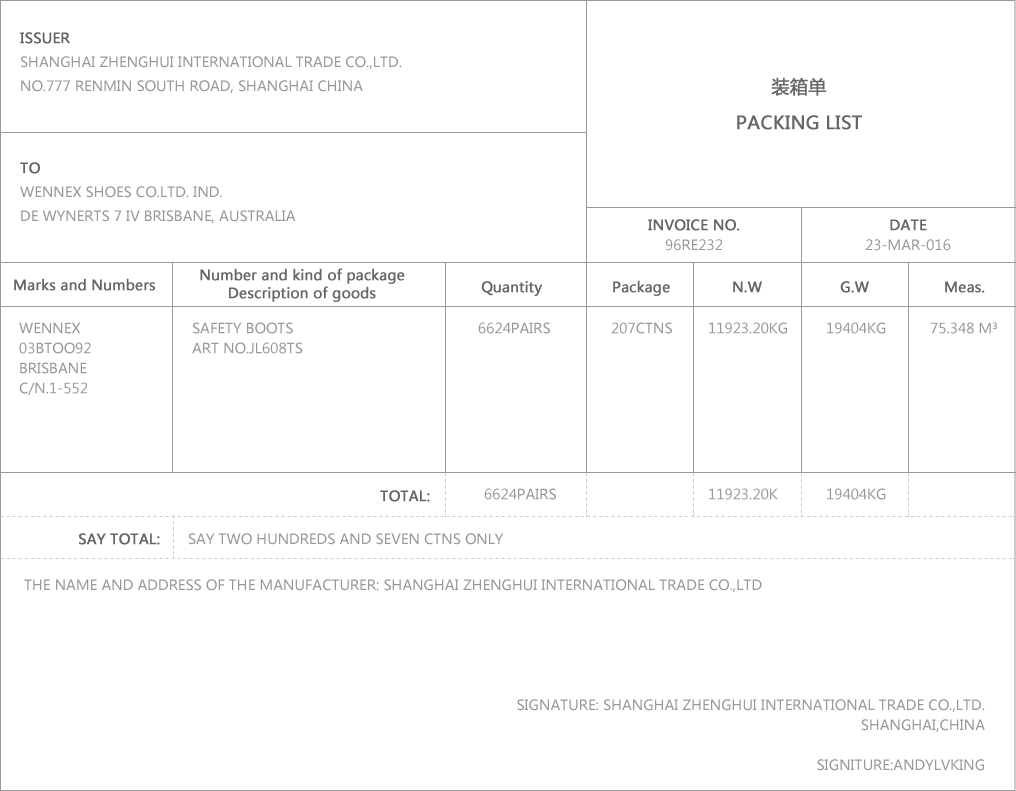 ISSUER
SHANGHAI ZHENGHUI INTERNATIONAL TRADE CO.,LTD.
NO.777 RENMIN SOUTH ROAD, SHANGHAI CHINA
装箱单
PACKING LIST
TO
WENNEX SHOES CO.LTD. IND.
DE WYNERTS 7 IV BRISBANE, AUSTRALIA
INVOICE NO.
96RE232
DATE
23-MAR-016
Marks and Numbers
Number and kind of package
Description of goods
Quantity
Package
N.W
G.W
Meas.
WENNEX
03BTOO92
BRISBANE
C/N.1-552
SAFETY BOOTS
ART NO.JL608TS
6624PAIRS
207CTNS
11923.20KG
19404KG
75.348 M³
TOTAL:
6624PAIRS
11923.20K
19404KG
SAY TOTAL:
SAY TWO HUNDREDS AND SEVEN CTNS ONLY
THE NAME AND ADDRESS OF THE MANUFACTURER: SHANGHAI ZHENGHUI INTERNATIONAL TRADE CO.,LTD
SIGNATURE: SHANGHAI ZHENGHUI INTERNATIONAL TRADE CO.,LTD.
SHANGHAI,CHINA
SIGNITURE:ANDYLVKING